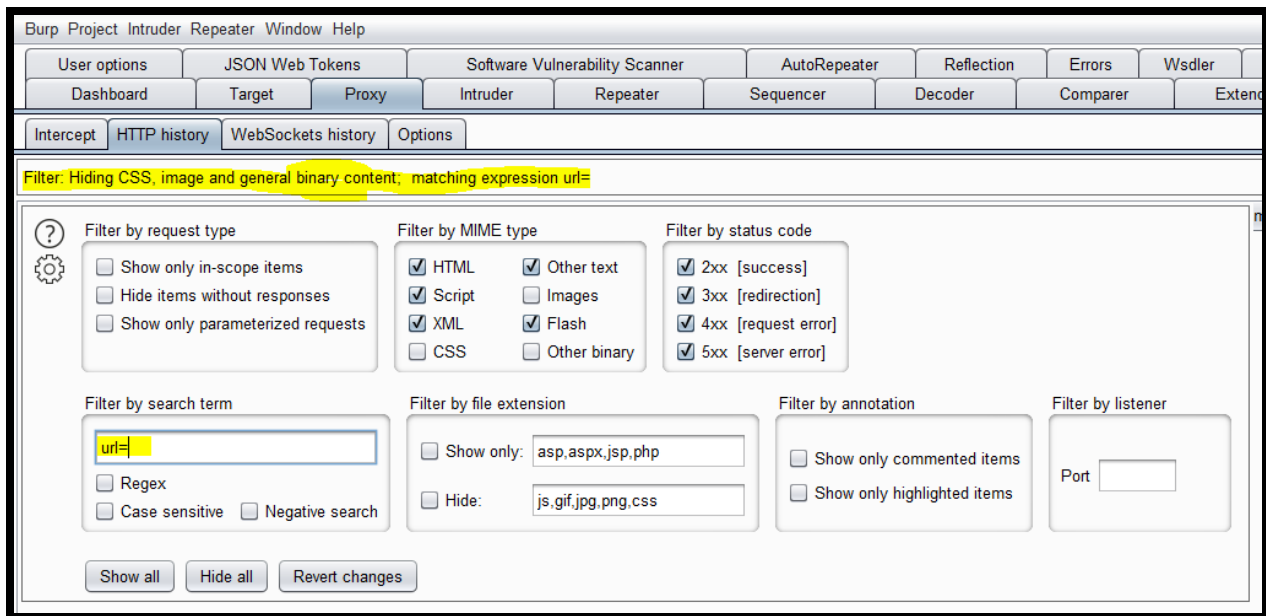 Burp Project Intruder Repeater Window Help
User options JSON Web Tokens Software Vulnerability Scanner AutoRepeater Reflection Errors Wsdler
Dashboard Target Proxy Intruder Repeater Sequencer Decoder Comparer Extend
Intercept HTTP history WebSockets history Options
Filter: Hiding CSS, image and general binary content; matching expression url=
Filter by request type Filter by MIME type Filter by status code
Show only in-scope items HTML Other text 2xx [success]
Hide items without responses Script Images 3xx [redirection]
Show only parameterized requests XML Flash 4xx [request error]
CSS Other binary 5xx [server error]
Filter by search term Filter by file extension Filter by annotation Filter by listener
url= Show only: asp,aspx,jsp,php Show only commented items Port
Regex Hide: js,gif,jpg,png,css Show only highlighted items
Case sensitive Negative search
Show all Hide all Revert changes